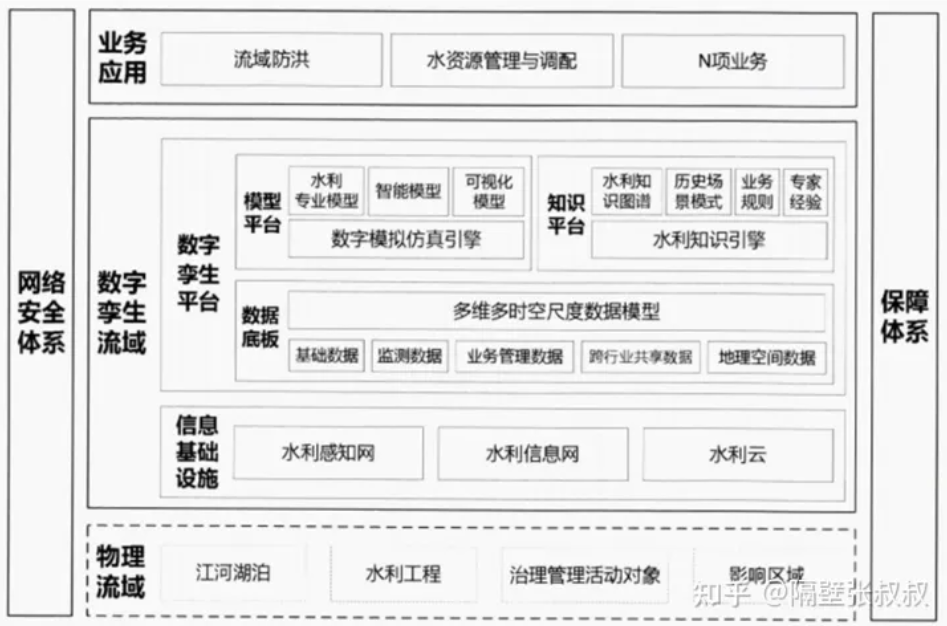 网络
安全
体系
业务
应用
流域防洪
水资源管理与调配
N项业务
数字
孪生
流域
数字
孪生
平台
模型
平台
水利
专业模型
智能模型
可视化
模型
数字模拟仿真引擎
知识
平台
水利知
识图谱
历史场
景模式
业务
规则
专家
经验
水利知识引擎
数据
底板
多维多时空尺度数据模型
基础数据
监测数据
业务管理数据
跨行业共享数据
地理空间数据
信息
基础
设施
水利感知网
水利信息网
水利云
物理
流域
江河湖泊
水利工程
治理管理活动对象
影响区域
保障
体系
知乎 @隔壁张叔叔